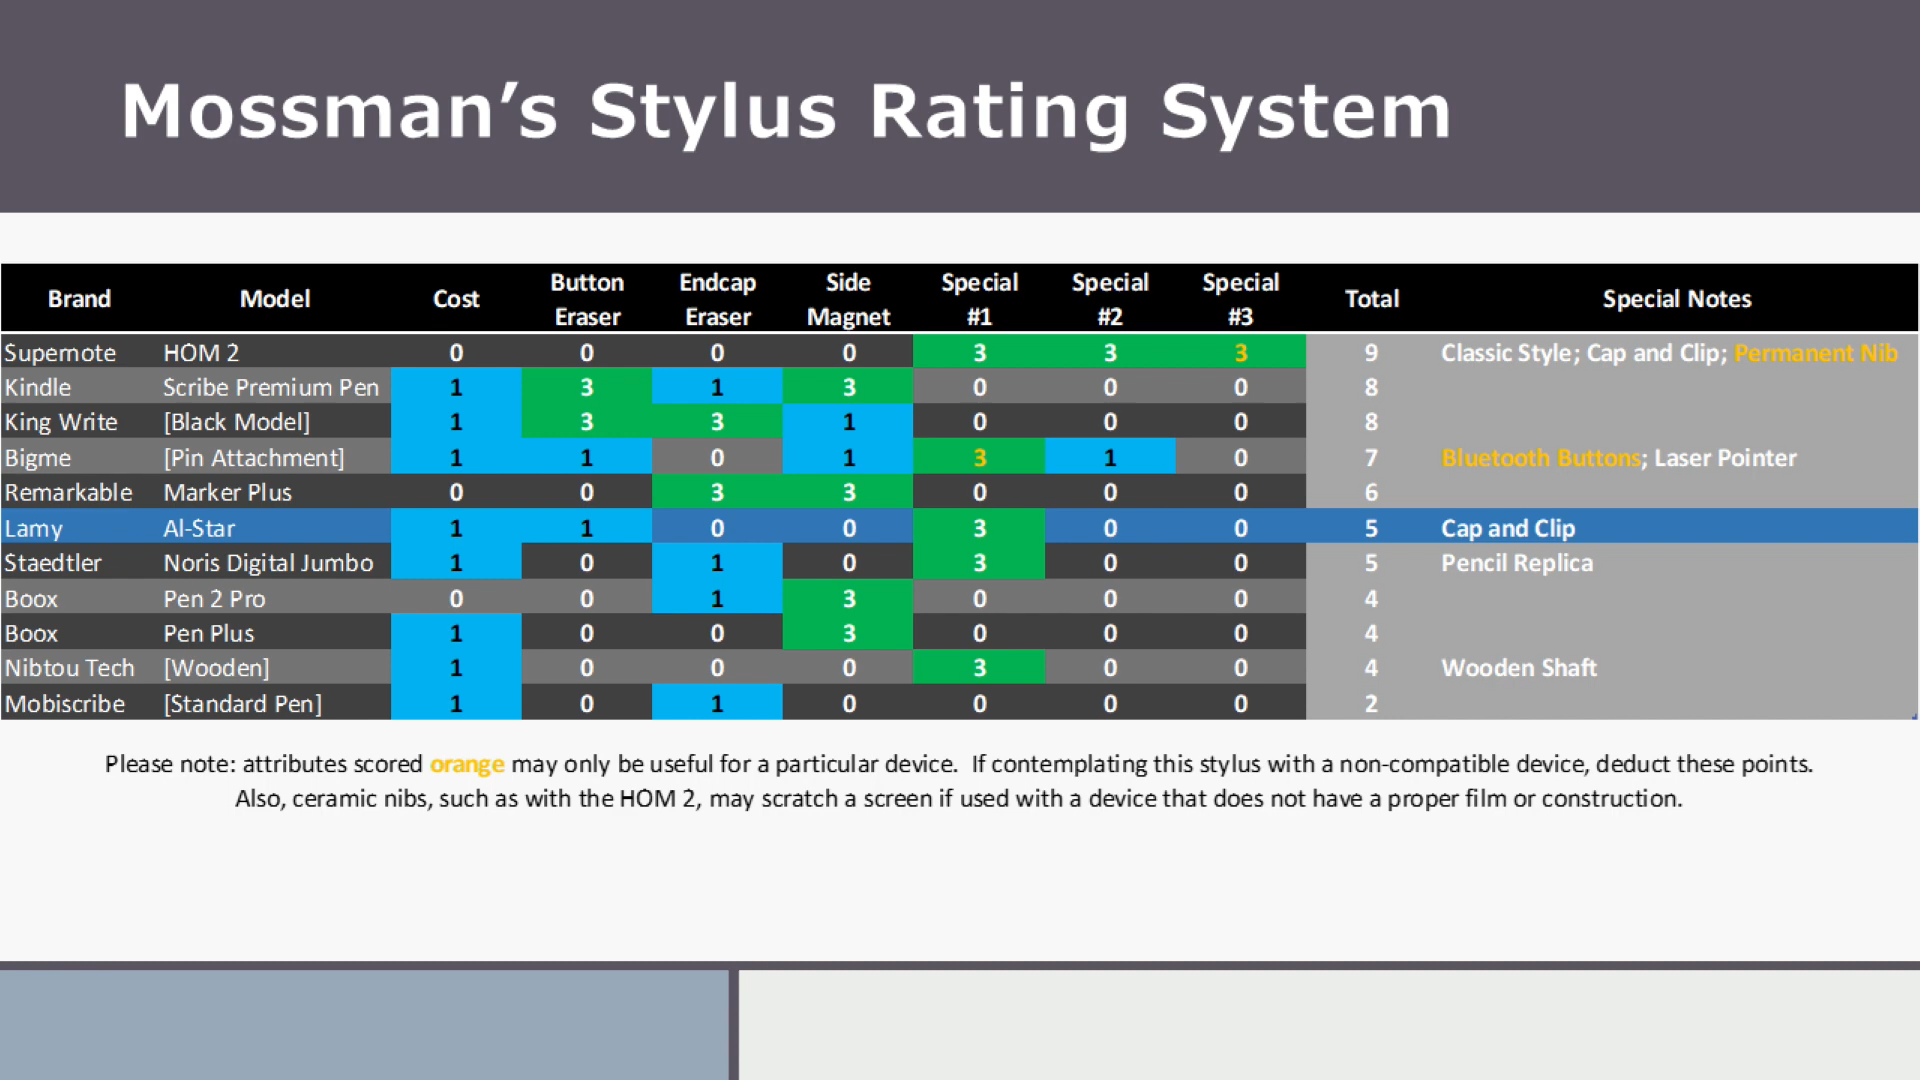 Mossman’s Stylus Rating System
Brand Model Cost Button Eraser Endcap Eraser Side Magnet Special #1 Special #2 Special #3 Total Special Notes
Supernote HOM 2 0 0 0 0 3 3 3 9 Classic Style; Cap and Clip; Permanent Nib
Kindle Scribe Premium Pen 1 3 1 3 0 0 0 8
King Write [Black Model] 1 3 3 1 0 0 0 8
Bigme [Pin Attachment] 1 1 0 1 3 1 0 7 Bluetooth Buttons; Laser Pointer
Remarkable Marker Plus 0 0 3 3 0 0 0 6
Lamy Al-Star 1 1 0 0 3 0 0 5 Cap and Clip
Staedtler Noris Digital Jumbo 1 0 1 0 3 0 0 5 Pencil Replica
Boox Pen 2 Pro 0 0 1 3 0 0 0 4
Boox Pen Plus 1 0 0 3 0 0 0 4
Nibtou Tech [Wooden] 1 0 0 0 3 0 0 4 Wooden Shaft
Mobiscribe [Standard Pen] 1 0 1 0 0 0 0 2
Please note: attributes scored orange may only be useful for a particular device. If contemplating this stylus with a non-compatible device, deduct these points.
Also, ceramic nibs, such as with the HOM 2, may scratch a screen if used with a device that does not have a proper film or construction.